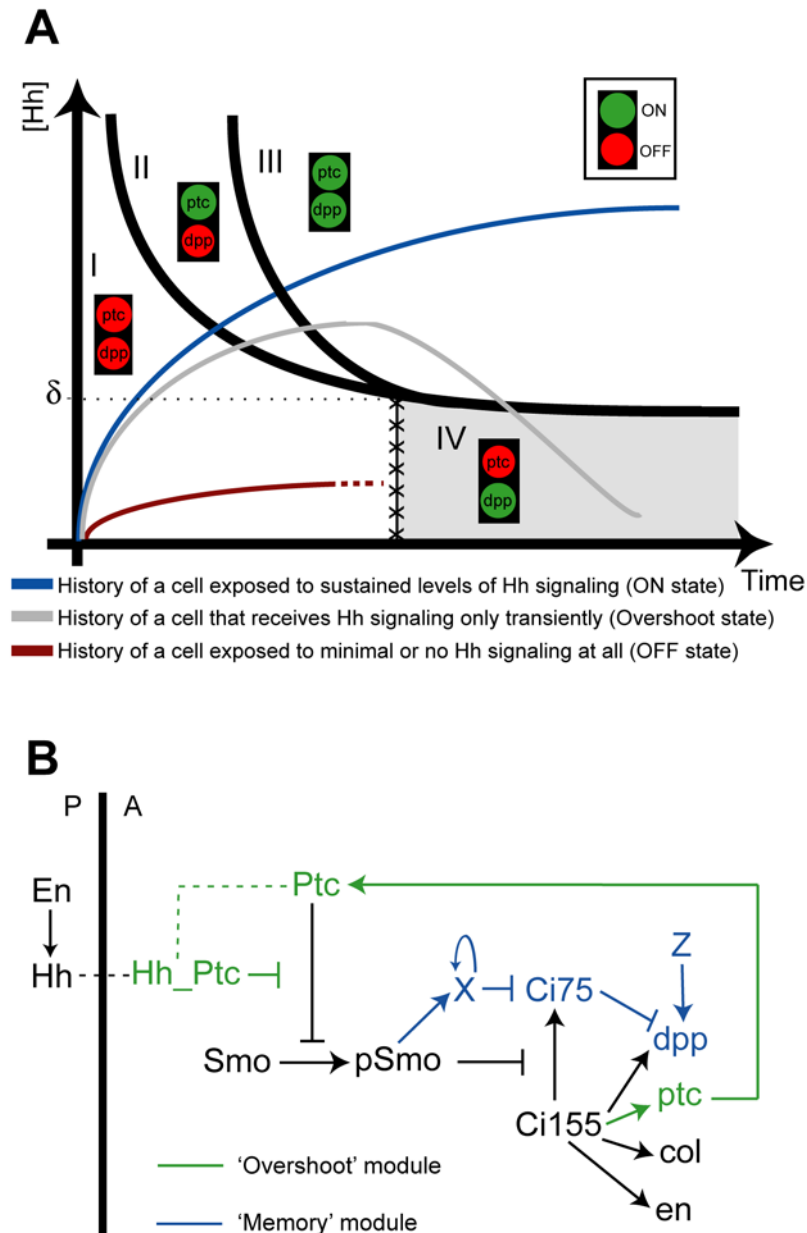 A
[Hh]
ON
OFF
I
II
III
IV
ptc
dpp
ptc
dpp
ptc
dpp
ptc
dpp
δ
Time
History of a cell exposed to sustained levels of Hh signaling (ON state)
History of a cell that receives Hh signaling only transiently (Overshoot state)
History of a cell exposed to minimal or no Hh signaling at all (OFF state)
B
P A
En
Ptc
Hh
Hh_Ptc
X
Ci75
Z
dpp
Smo
pSmo
ptc
Ci155
col
en
'Overshoot' module
'Memory' module